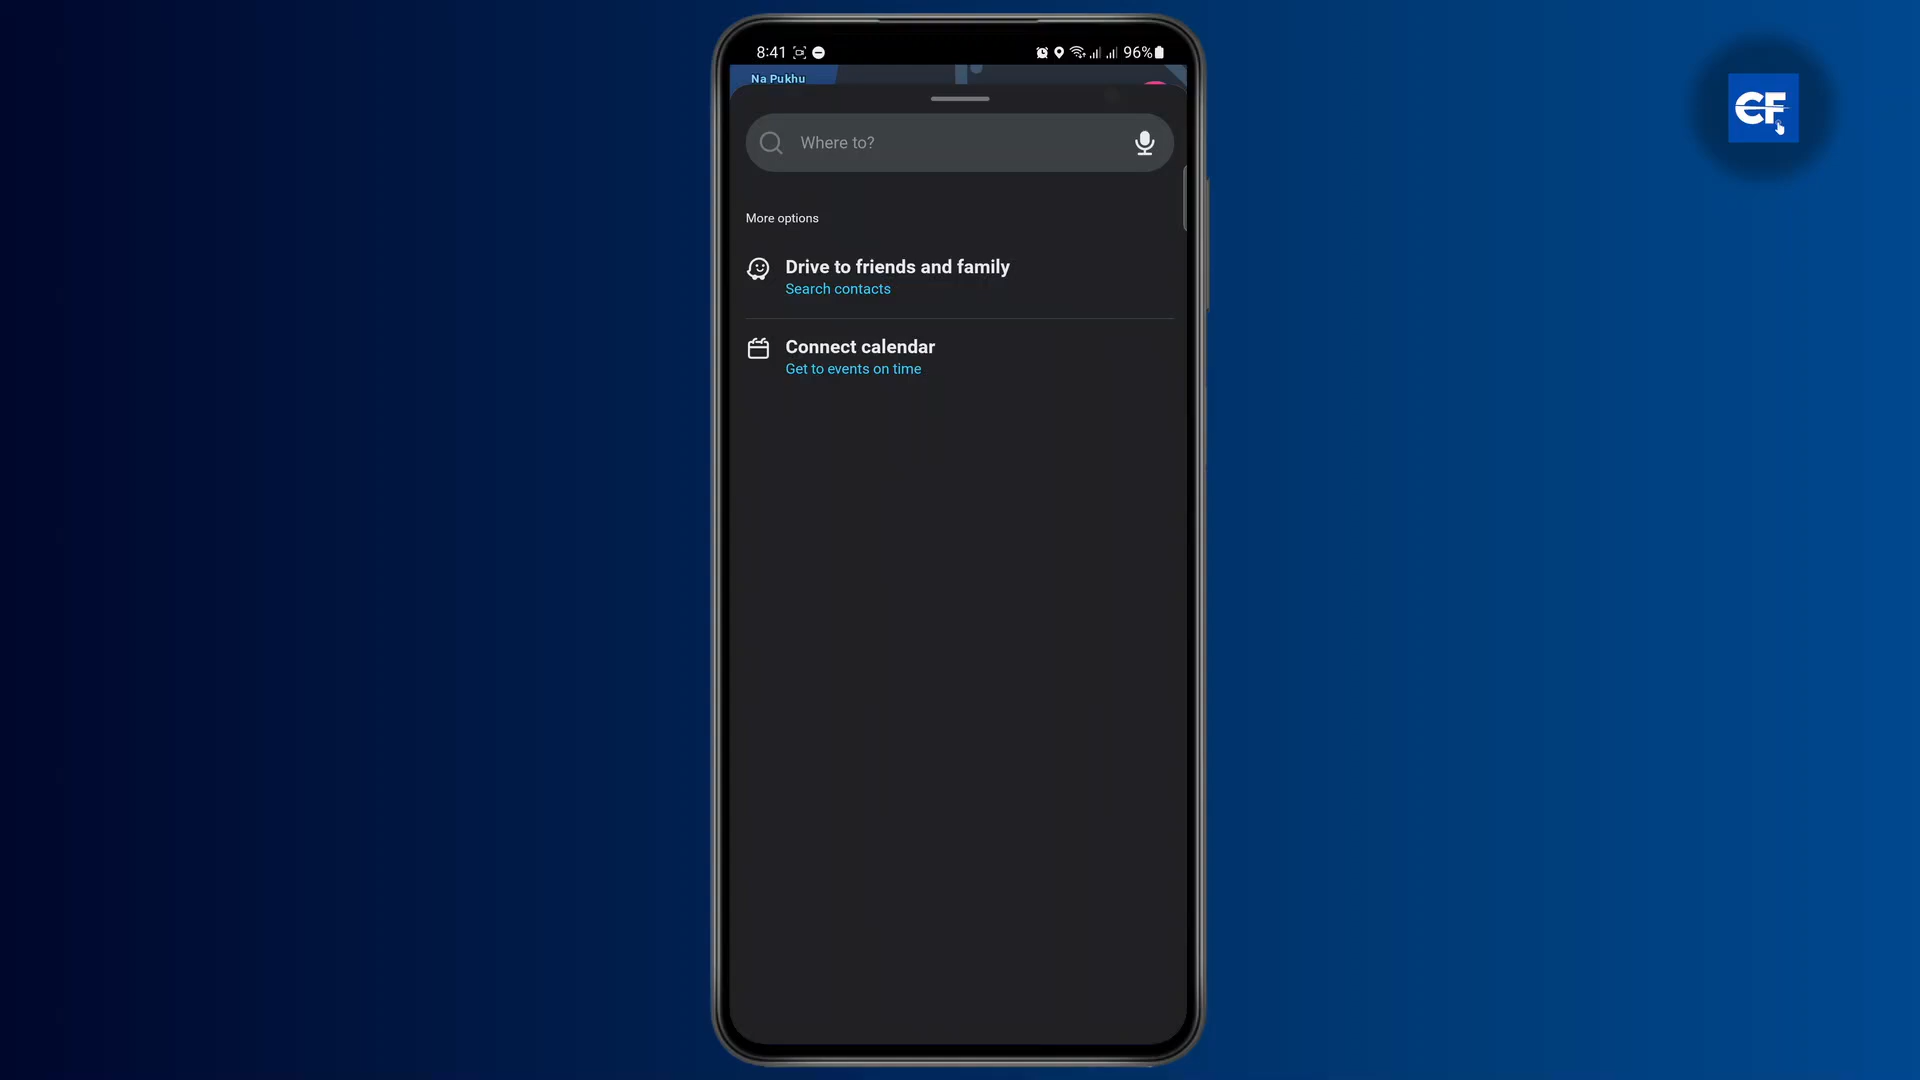 8:41
96%
Na Pukhu
Where to?
More options
Drive to friends and family
Search contacts
Connect calendar
Get to events on time
CF